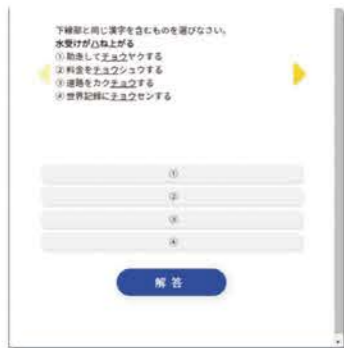 下線部と同じ漢字を含むものを選びなさい。
水受けがハね上がる
①助走してチョウヤクする
②料金をチョウシュウする
③道路をカクチョウする
④世界記録にチョウセンする
①
②
③
④
解答